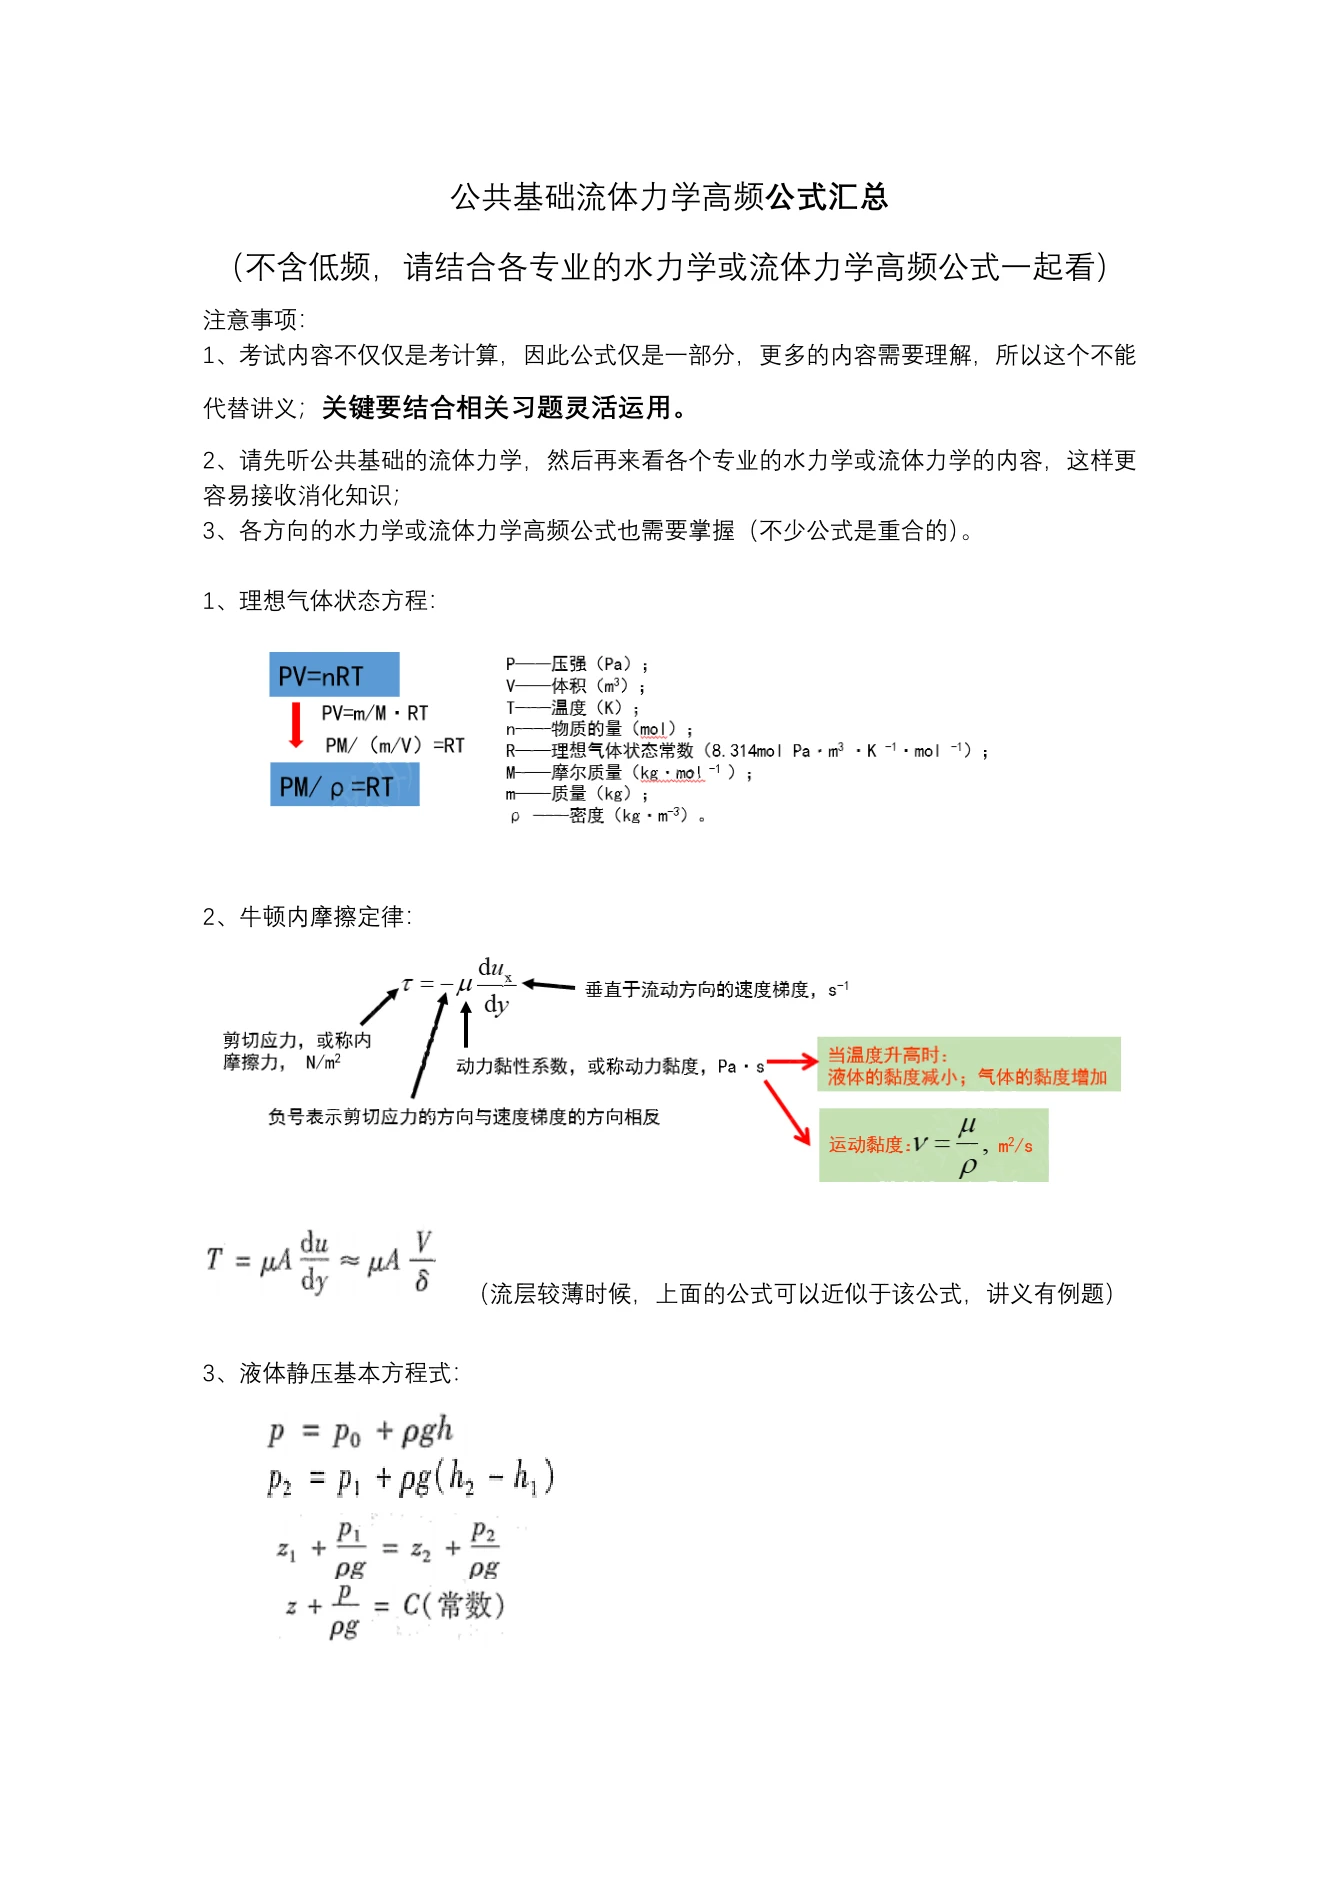 公共基础流体力学高频公式汇总
（不含低频，请结合各专业的水力学或流体力学高频公式一起看）
注意事项：
1、考试内容不仅仅是考计算，因此公式仅是一部分，更多的内容需要理解，所以这个不能
代替讲义；关键要结合相关习题灵活运用。
2、请先听公共基础的流体力学，然后再来看各个专业的水力学或流体力学的内容，这样更
容易接收消化知识；
3、各方向的水力学或流体力学高频公式也需要掌握（不少公式是重合的）。
1、理想气体状态方程：
PV=nRT
PV=m/M·RT
PM/（m/V）=RT
PM/ρ=RT
P——压强（Pa）；
V——体积（m³）；
T——温度（K）；
n——物质的量（mol）；
R——理想气体状态常数（8.314mol Pa·m³·K⁻¹·mol⁻¹）；
M——摩尔质量（kg·mol⁻¹）；
m——质量（kg）；
ρ ——密度（kg·m⁻³）。
2、牛顿内摩擦定律：
τ = −μ duₓ/dy
垂直于流动方向的速度梯度，s⁻¹
剪切应力，或称内
摩擦力， N/m²
动力黏性系数，或称动力黏度，Pa·s
当温度升高时：
液体的黏度减小；气体的黏度增加
负号表示剪切应力的方向与速度梯度的方向相反
运动黏度：ν = μ/ρ, m²/s
T = μA du/dy ≈ μA V/δ （流层较薄时候，上面的公式可以近似于该公式，讲义有例题）
3、液体静压基本方程式：
p = p₀ + ρgh
p₂ = p₁ + ρg(h₂ − h₁)
z₁ + p₁/ρg = z₂ + p₂/ρg
z + p/ρg = C(常数)